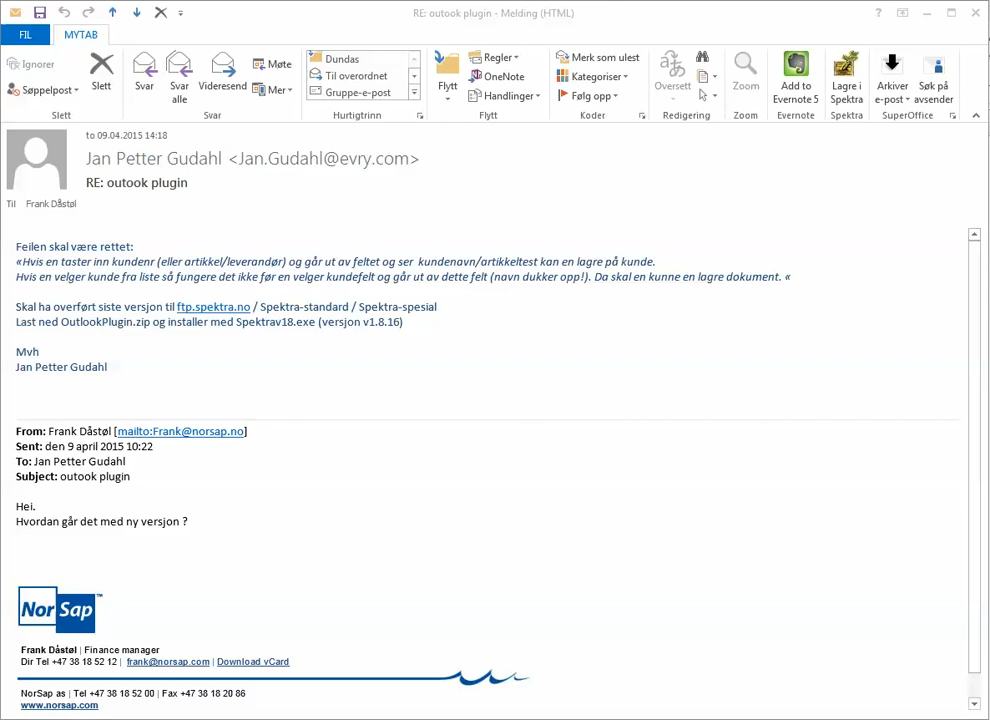 RE: outook plugin - Melding (HTML)
FIL MYTAB
Ignorer
Søppelpost
Slett
Slett
Svar
Svar alle
Videresend
Møte
Mer
Svar
Dundas
Til overordnet
Gruppe-e-post
Hurtigtrinn
Flytt
Regler
OneNote
Handlinger
Flytt
Merk som ulest
Kategoriser
Følg opp
Koder
Oversett
Redigering
Zoom
Zoom
Add to Evernote 5
Evernote
Lagre i Spektra
Spektra
Arkiver e-post
Søk på avsender
SuperOffice
to 09.04.2015 14:18
Jan Petter Gudahl <Jan.Gudahl@evry.com>
RE: outook plugin
Til Frank Dåstøl
Feilen skal være rettet:
«Hvis en taster inn kundenr (eller artikkel/leverandør) og går ut av feltet og ser kundenavn/artikkeltest kan en lagre på kunde.
Hvis en velger kunde fra liste så fungere det ikke før en velger kundefelt og går ut av dette felt (navn dukker opp!). Da skal en kunne en lagre dokument. «
Skal ha overført siste versjon til ftp.spektra.no / Spektra-standard / Spektra-spesial
Last ned OutlookPlugin.zip og installer med Spektrav18.exe (versjon v1.8.16)
Mvh
Jan Petter Gudahl
From: Frank Dåstøl [mailto:Frank@norsap.no]
Sent: den 9 april 2015 10:22
To: Jan Petter Gudahl
Subject: outook plugin
Hei.
Hvordan går det med ny versjon ?
Nor Sap ™
Frank Dåstøl | Finance manager
Dir Tel +47 38 18 52 12 | frank@norsap.com | Download vCard
NorSap as | Tel +47 38 18 52 00 | Fax +47 38 18 20 86
www.norsap.com